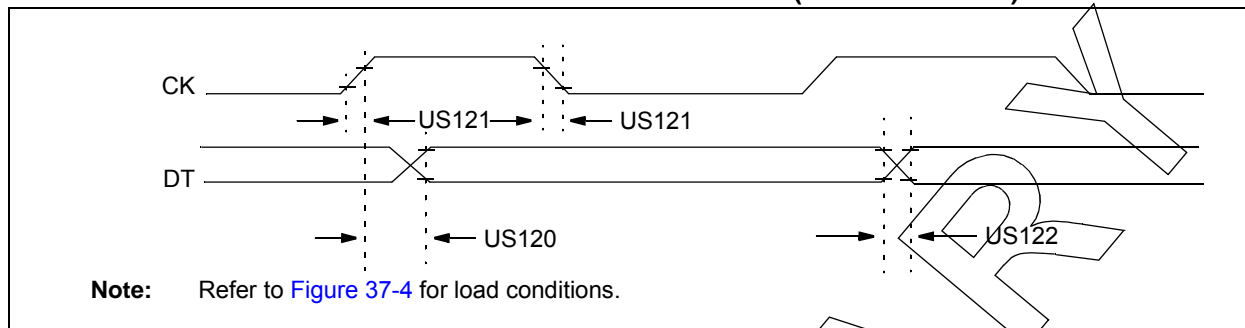 CK
US121 US121
DT
US120 US122
Note: Refer to Figure 37-4 for load conditions.